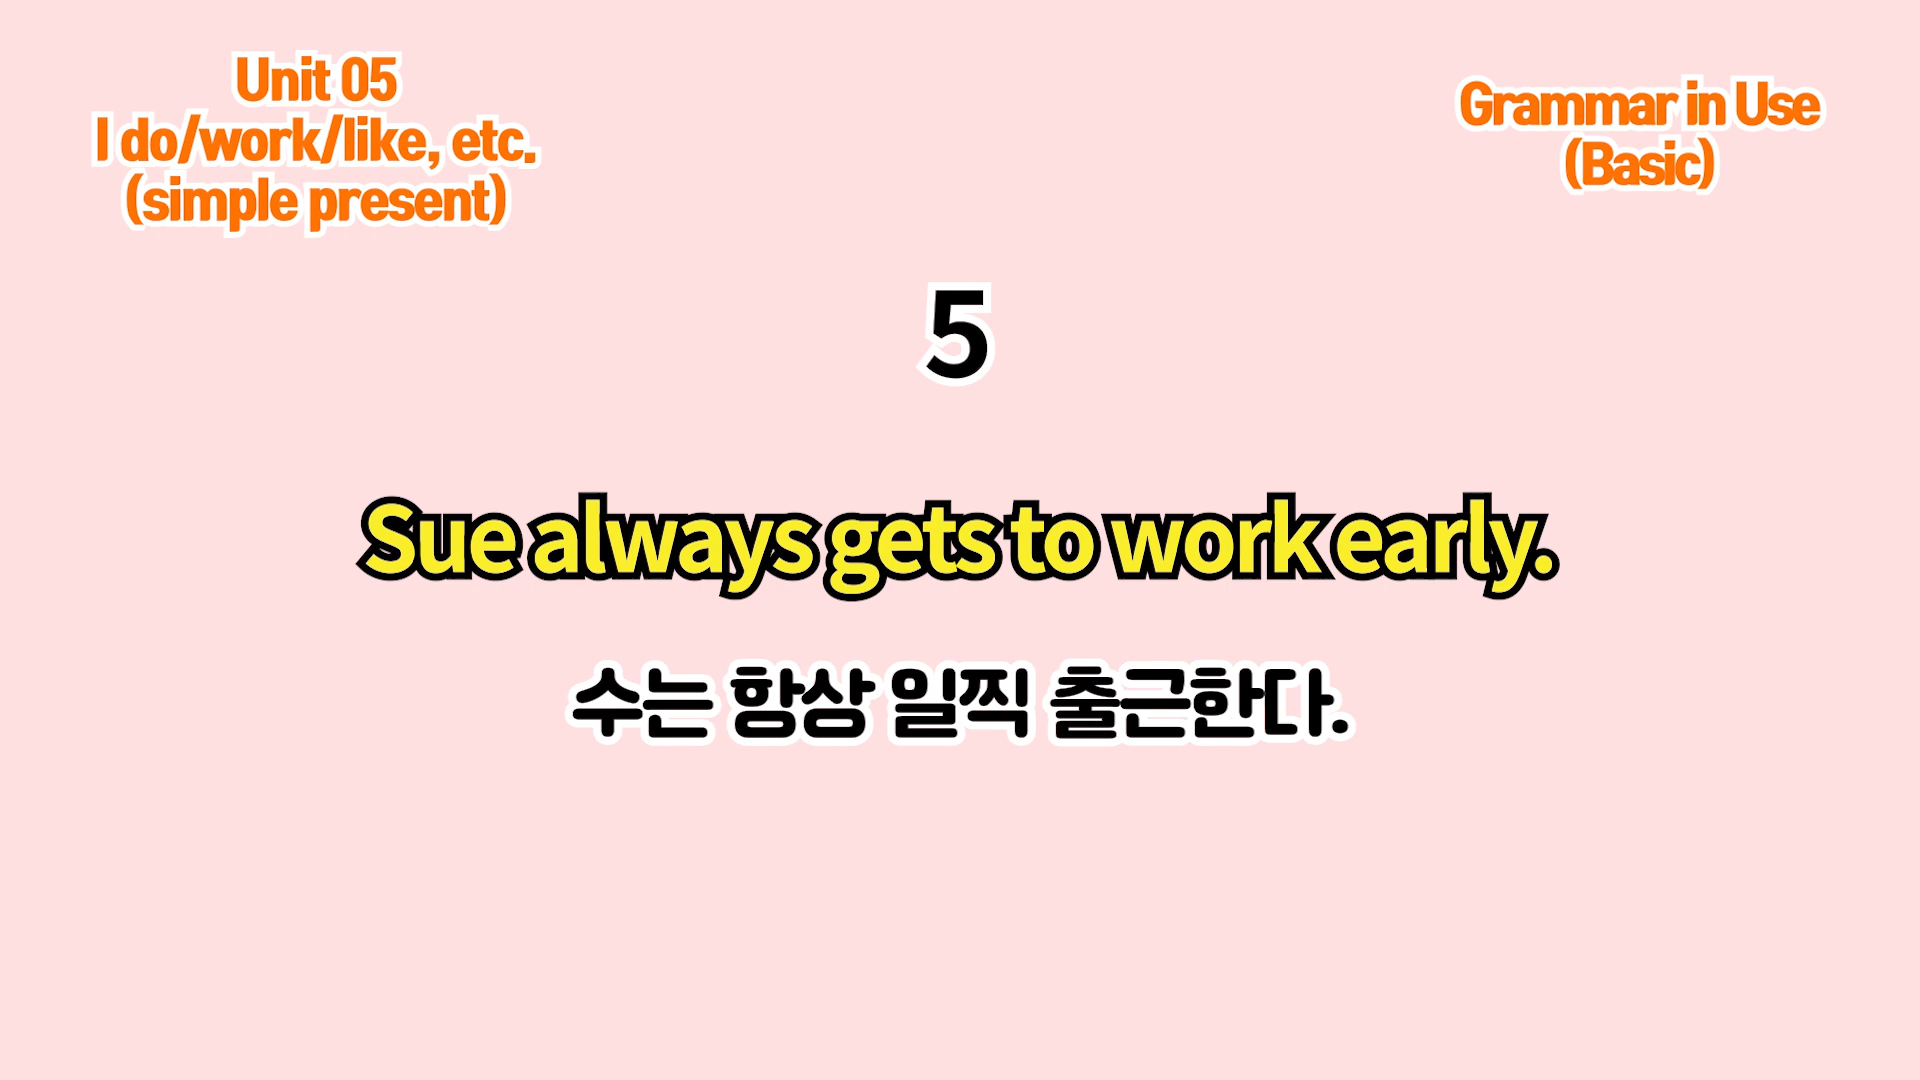 Unit 05
I do/work/like, etc.
(simple present)
Grammar in Use
(Basic)
5
Sue always gets to work early.
수는 항상 일찍 출근한다.